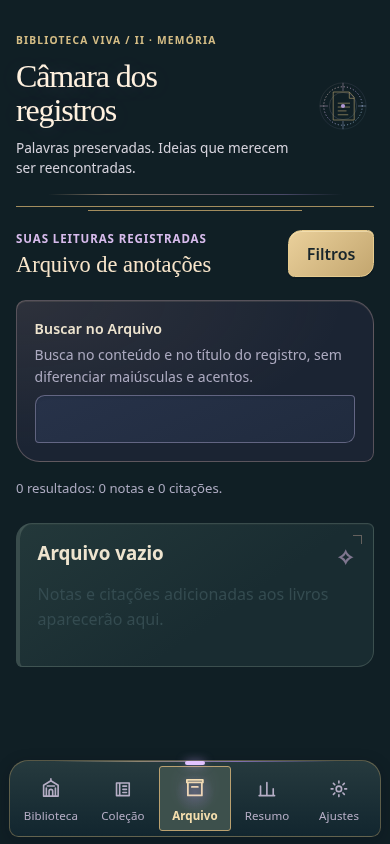 BIBLIOTECA VIVA / II · MEMÓRIA
Câmara dos
registros
Palavras preservadas. Ideias que merecem
ser reencontradas.
SUAS LEITURAS REGISTRADAS
Arquivo de anotações
Filtros
Buscar no Arquivo
Busca no conteúdo e no título do registro, sem
diferenciar maiúsculas e acentos.
0 resultados: 0 notas e 0 citações.
Arquivo vazio
Notas e citações adicionadas aos livros
aparecerão aqui.
Biblioteca
Coleção
Arquivo
Resumo
Ajustes